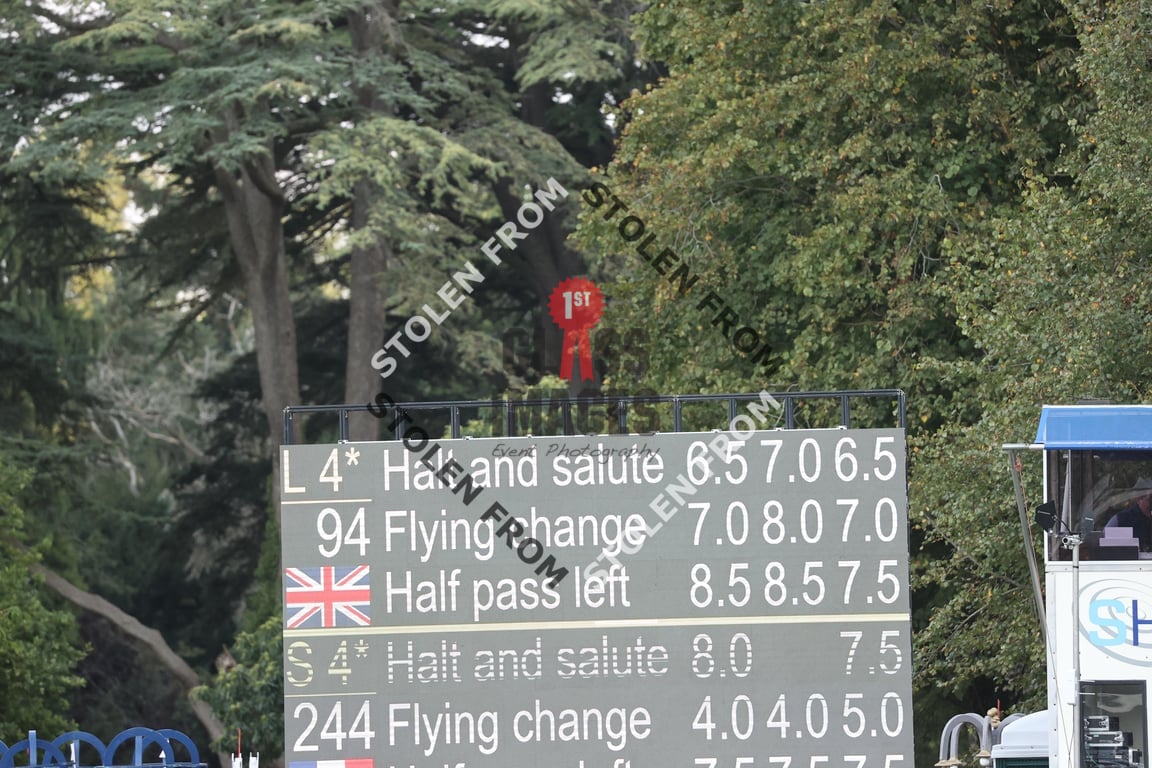 STOLEN FROM
STOLEN FROM
1ST
CLASS
IMAGES
Event Photography
STOLEN FROM
STOLEN FROM
L 4* Halt and salute 6.5 7.0 6.5
94 Flying change 7.0 8.0 7.0
Half pass left 8.5 8.5 7.5
S 4* Halt and salute 8.0 7.5
244 Flying change 4.0 4.0 5.0
SH